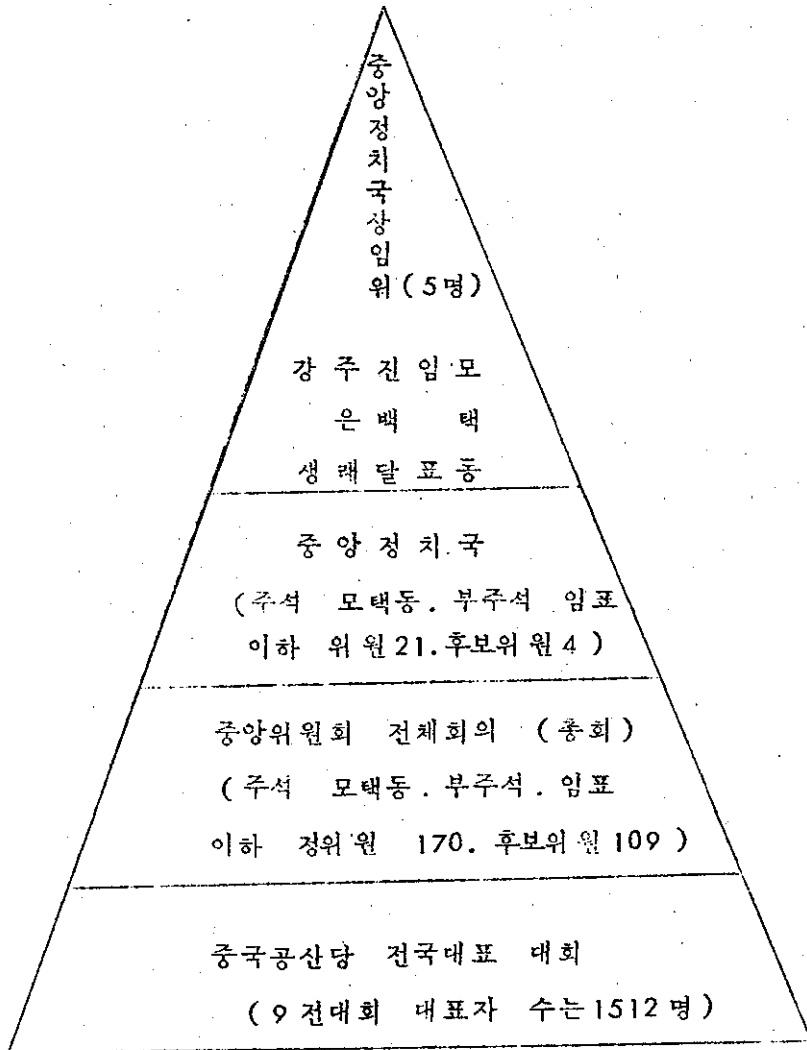 중앙정치국상임위(5명)
강 주 진 임 모
은 백 택
생 래 달 표 동
중앙정치국
(주석 모택동. 부주석 임표
이하 위원21.후보위원4)
중앙위원회 전체회의 (총회)
(주석 모택동. 부주석. 임표
이하 정위원 170. 후보위원109)
중국공산당 전국대표 대회
(9전대회 대표자 수는1512명)